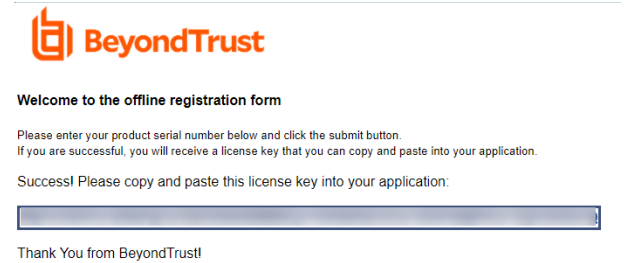 BeyondTrust
Welcome to the offline registration form
Please enter your product serial number below and click the submit button.
If you are successful, you will receive a license key that you can copy and paste into your application.
Success! Please copy and paste this license key into your application:
Thank You from BeyondTrust!